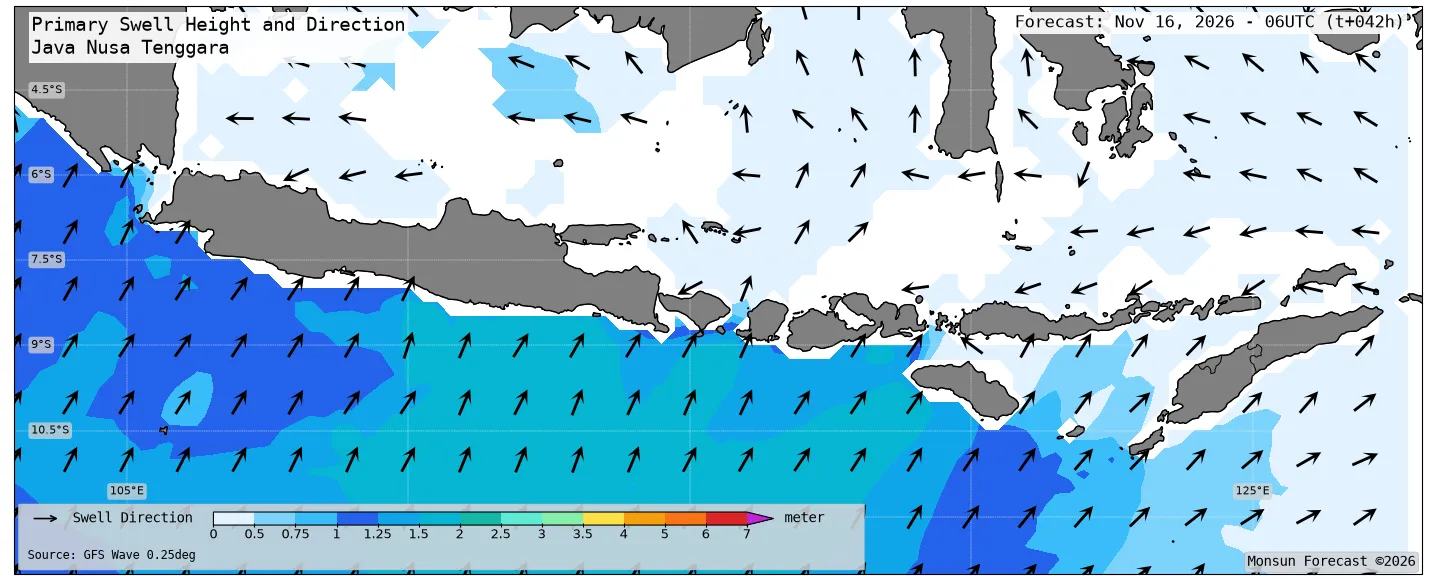 Primary Swell Height and Direction
Java Nusa Tenggara
Forecast: Nov 16, 2026 - 06UTC (t+042h)
4.5°S
6°S
7.5°S
9°S
10.5°S
105°E
125°E
Swell Direction
0 0.5 0.75 1 1.25 1.5 2 2.5 3 3.5 4 5 6 7
meter
Source: GFS Wave 0.25deg
Monsun Forecast ©2026